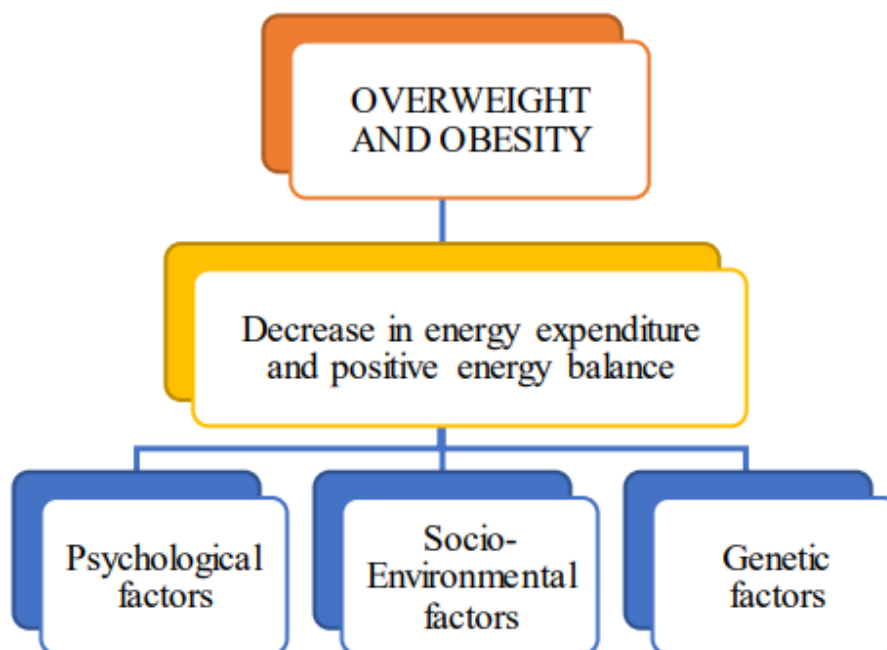 OVERWEIGHT
AND OBESITY
Decrease in energy expenditure
and positive energy balance
Psychological
factors
Socio-
Environmental
factors
Genetic
factors